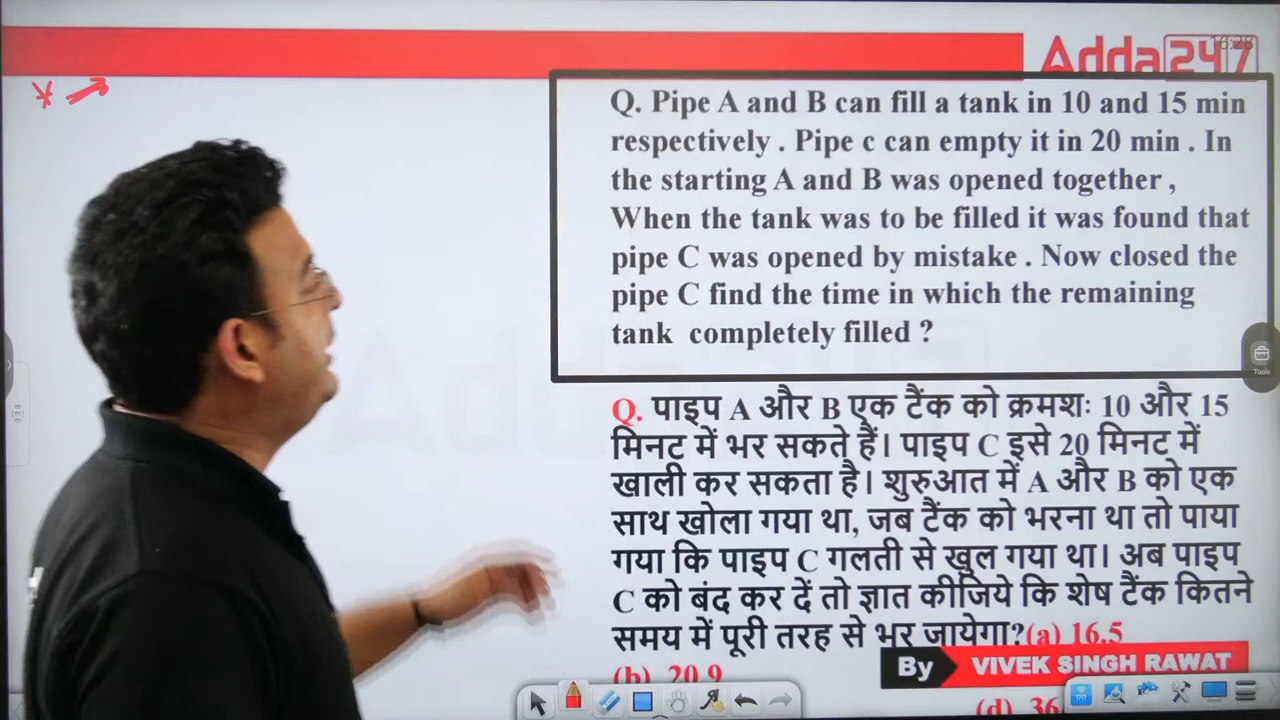 16:28
Adda247
Q. Pipe A and B can fill a tank in 10 and 15 min
respectively . Pipe c can empty it in 20 min . In
the starting A and B was opened together ,
When the tank was to be filled it was found that
pipe C was opened by mistake . Now closed the
pipe C find the time in which the remaining
tank completely filled ?
Q. पाइप A और B एक टैंक को क्रमशः 10 और 15
मिनट में भर सकते हैं। पाइप C इसे 20 मिनट में
खाली कर सकता है। शुरुआत में A और B को एक
साथ खोला गया था, जब टैंक को भरना था तो पाया
गया कि पाइप C गलती से खुल गया था। अब पाइप
C को बंद कर दें तो ज्ञात कीजिये कि शेष टैंक कितने
समय में पूरी तरह से भर जायेगा?(a) 16.5
(b) 20.9
(d) 36
By VIVEK SINGH RAWAT
Tools